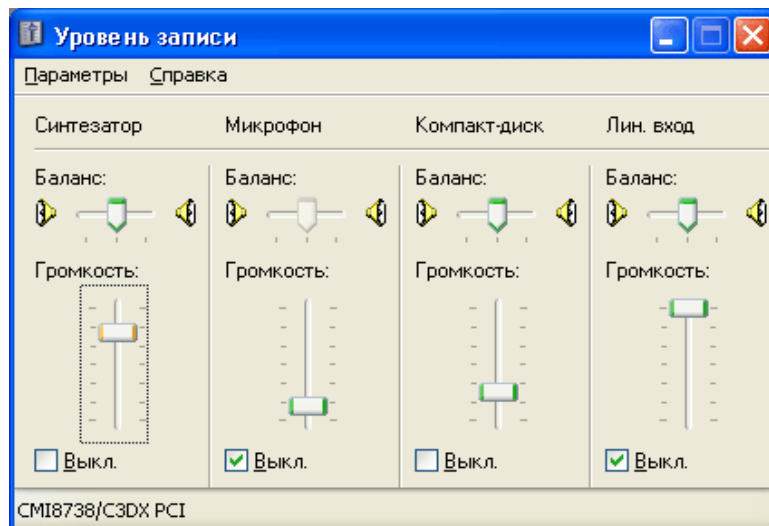 Уровень записи
Параметры Справка
Синтезатор Микрофон Компакт-диск Лин. вход
Баланс: Баланс: Баланс: Баланс:
Громкость: Громкость: Громкость: Громкость:
Выкл. Выкл. Выкл. Выкл.
CMI8738/C3DX PCI